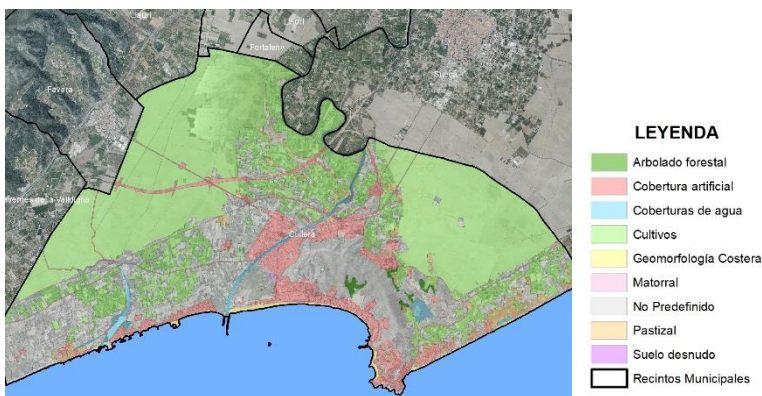 Fortaleny
Favara
Sueca
Cullera
LEYENDA
Arbolado forestal
Cobertura artificial
Coberturas de agua
Cultivos
Geomorfología Costera
Matorral
No Predefinido
Pastizal
Suelo desnudo
Recintos Municipales